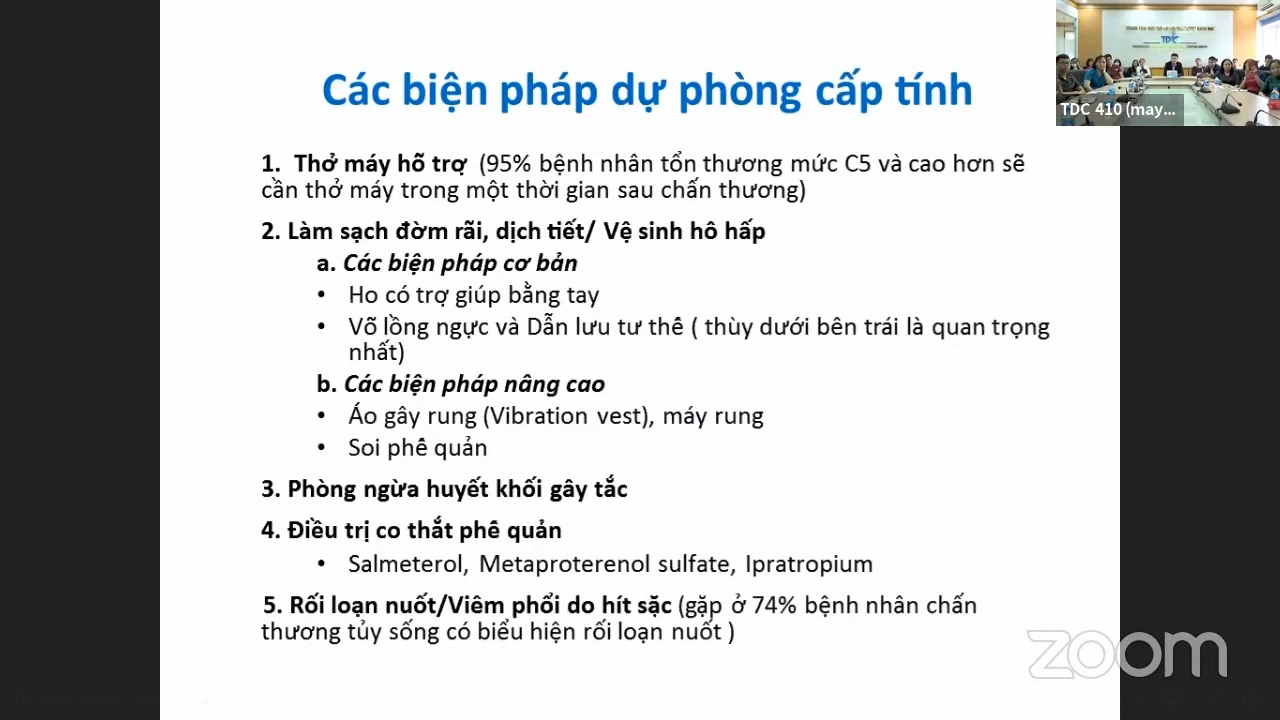 Các biện pháp dự phòng cấp tính
TDC
TDC 410 (may...
1. Thở máy hỗ trợ (95% bệnh nhân tổn thương mức C5 và cao hơn sẽ
cần thở máy trong một thời gian sau chấn thương)
2. Làm sạch đờm rãi, dịch tiết/ Vệ sinh hô hấp
a. Các biện pháp cơ bản
• Ho có trợ giúp bằng tay
• Vỗ lồng ngực và Dẫn lưu tư thế ( thùy dưới bên trái là quan trọng
nhất)
b. Các biện pháp nâng cao
• Áo gây rung (Vibration vest), máy rung
• Soi phế quản
3. Phòng ngừa huyết khối gây tắc
4. Điều trị co thắt phế quản
• Salmeterol, Metaproterenol sulfate, Ipratropium
5. Rối loạn nuốt/Viêm phổi do hít sặc (gặp ở 74% bệnh nhân chấn
thương tủy sống có biểu hiện rối loạn nuốt )
zoom